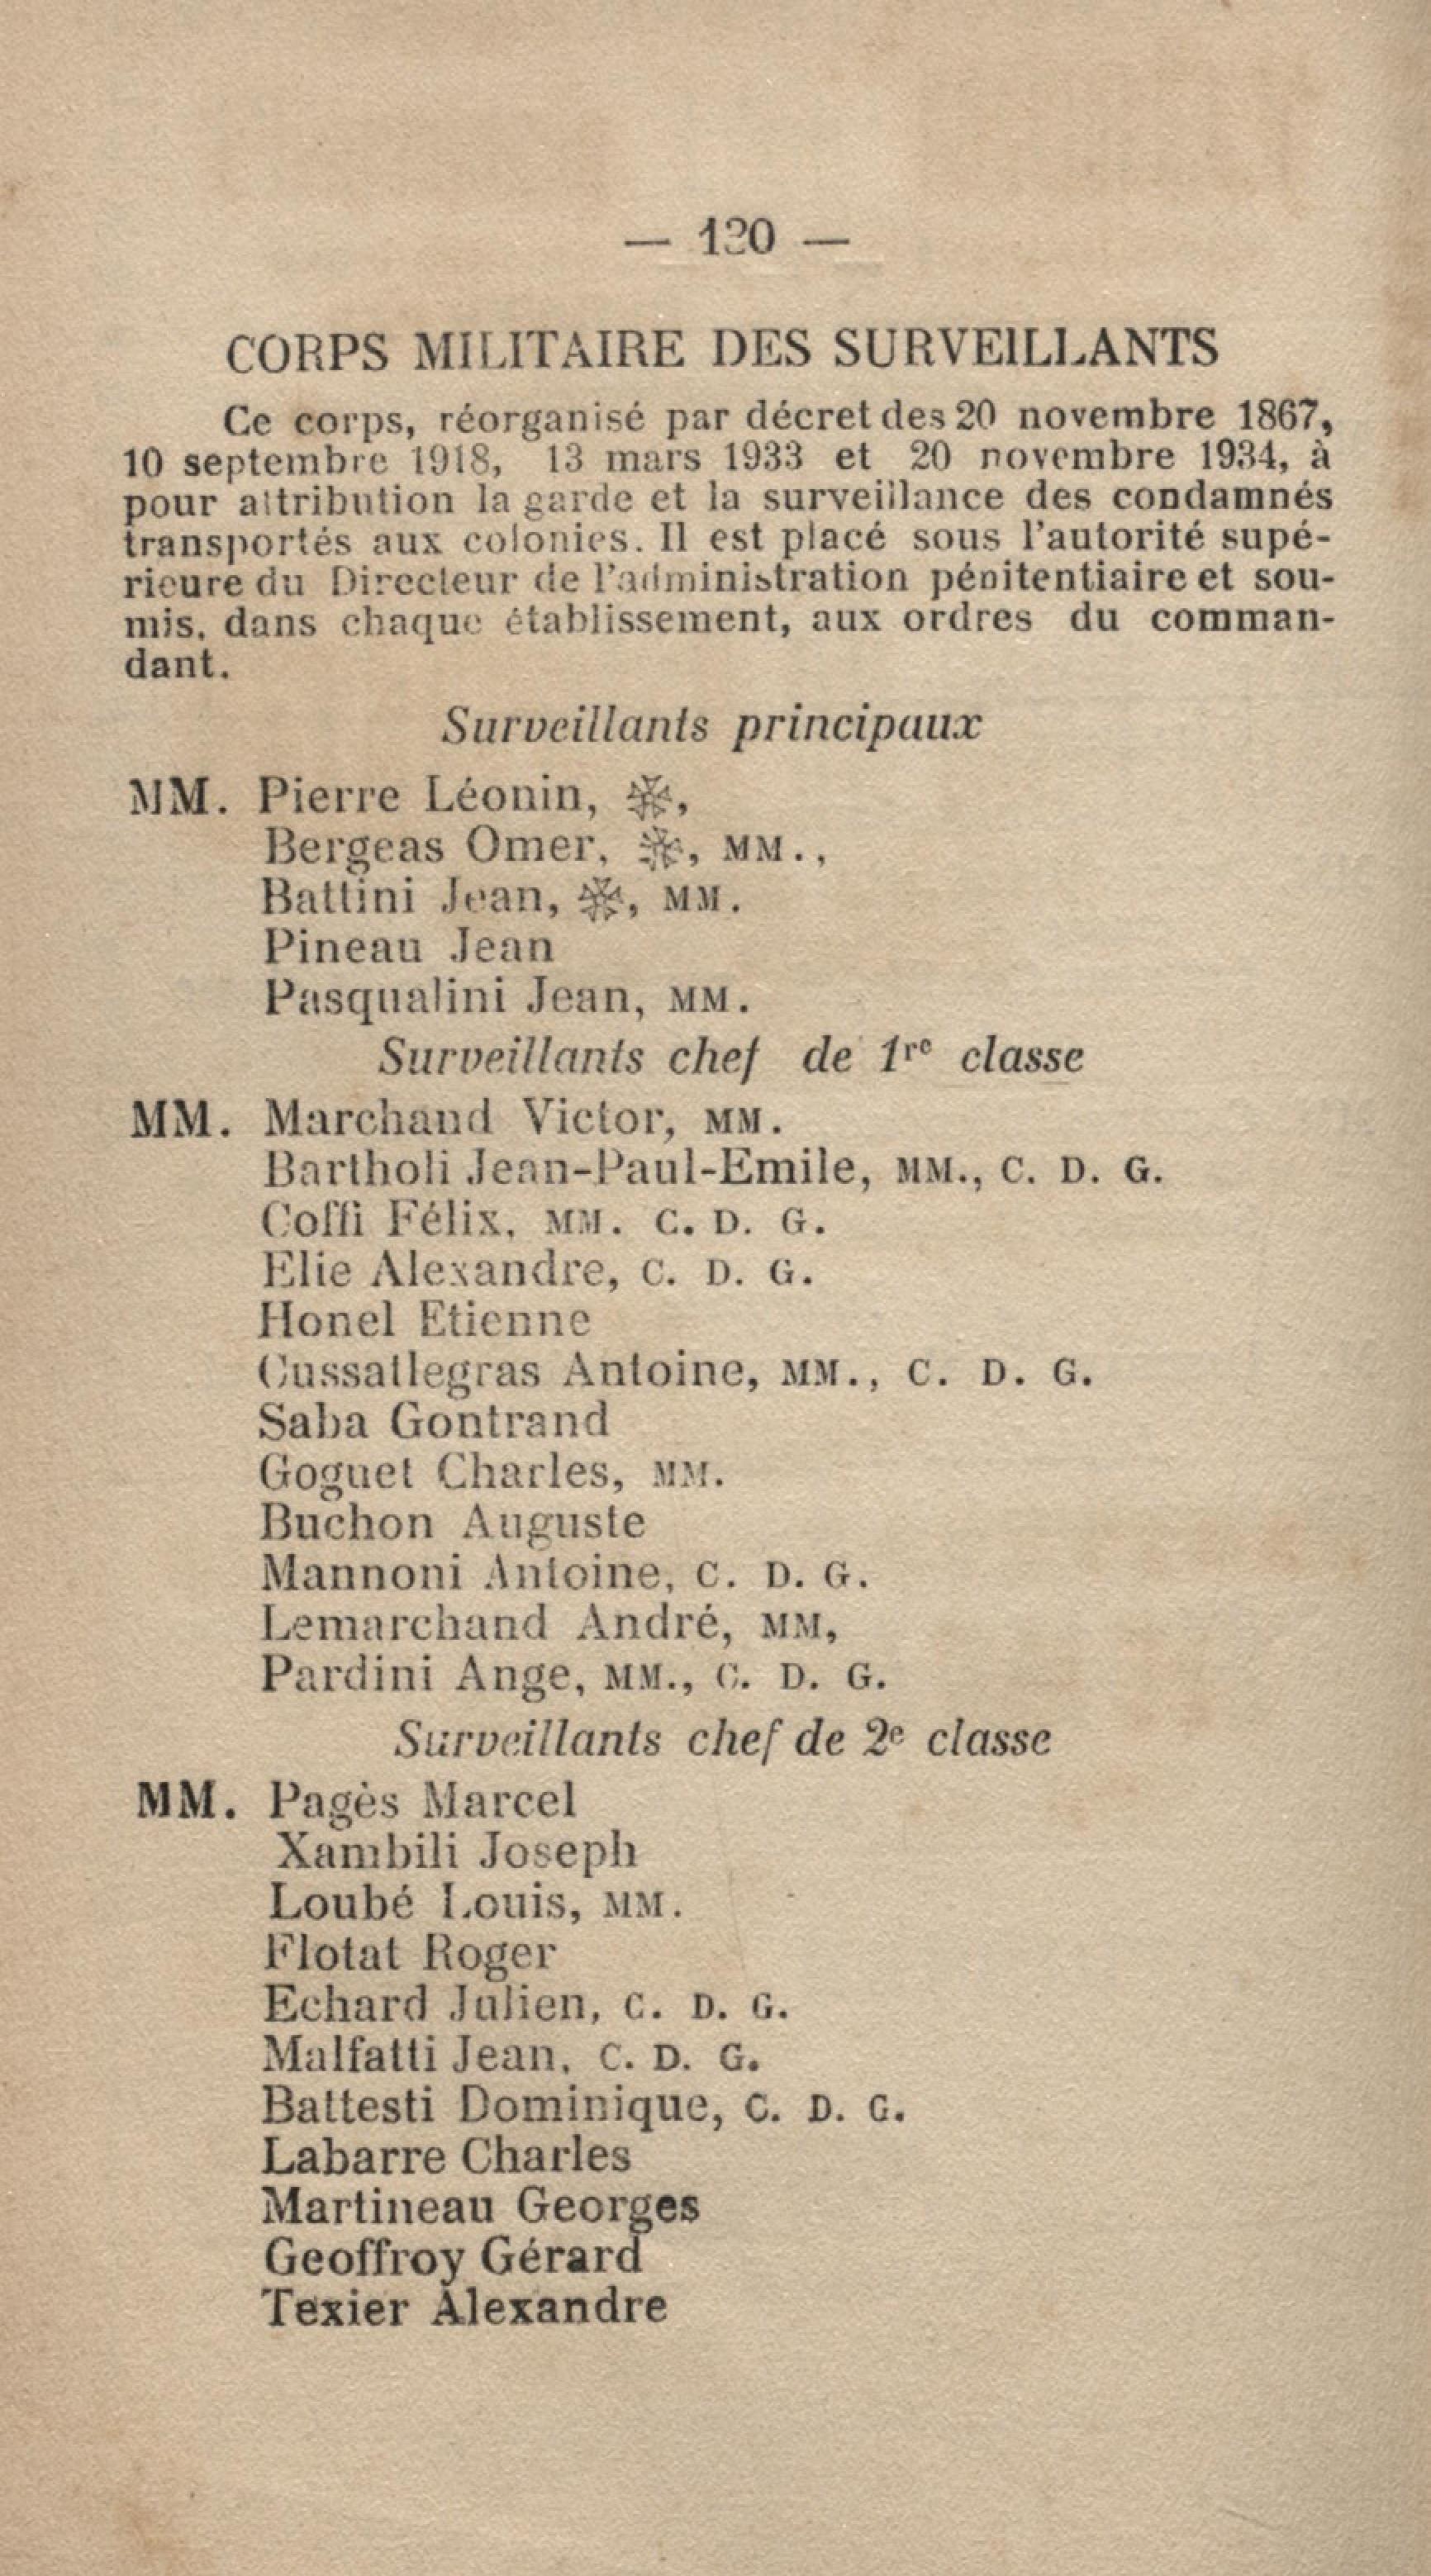 — 120 —
CORPS MILITAIRE DES SURVEILLANTS
Ce corps, réorganisé par décret des 20 novembre 1867,
10 septembre 1918, 13 mars 1933 et 20 novembre 1934, à
pour attribution la garde et la surveillance des condamnés
transportés aux colonies. Il est placé sous l'autorité supé-
rieure du Directeur de l'administration pénitentiaire et sou-
mis. dans chaque établissement, aux ordres du comman-
dant.
Surveillants principaux
MM. Pierre Léonin, ✠,
Bergeas Omer, ✠, MM.,
Battini Jean, ✠, MM.
Pineau Jean
Pasqualini Jean, MM.
Surveillants chef de 1re classe
MM. Marchand Victor, MM.
Bartholi Jean-Paul-Emile, MM., C. D. G.
Coffi Félix, MM. C. D. G.
Elie Alexandre, C. D. G.
Honel Etienne
Cussatlegras Antoine, MM., C. D. G.
Saba Gontrand
Goguet Charles, MM.
Buchon Auguste
Mannoni Antoine, C. D. G.
Lemarchand André, MM,
Pardini Ange, MM., C. D. G.
Surveillants chef de 2e classe
MM. Pagès Marcel
Xambili Joseph
Loubé Louis, MM.
Flotat Roger
Echard Julien, C. D. G.
Malfatti Jean, C. D. G.
Battesti Dominique, C. D. G.
Labarre Charles
Martineau Georges
Geoffroy Gérard
Texier Alexandre